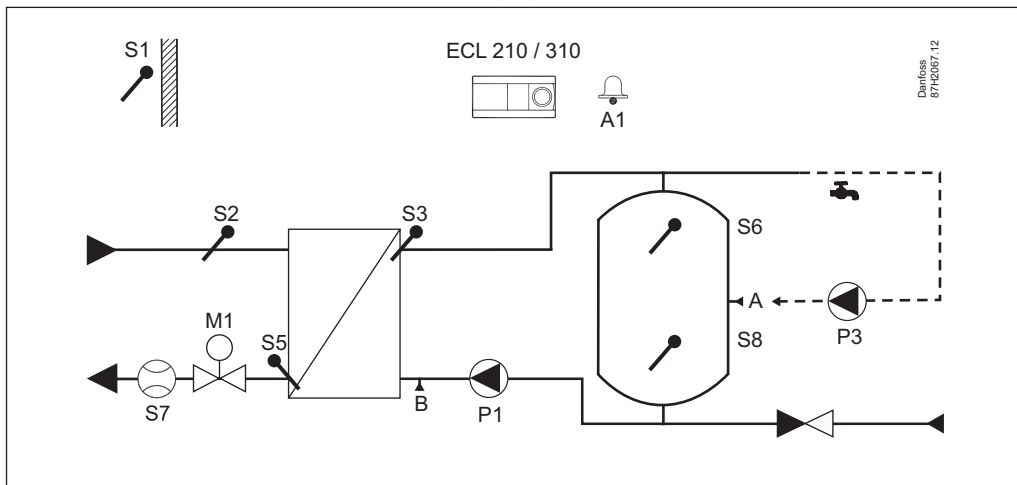 S1
ECL 210 / 310
A1
Danfoss
87H2067.12
S2
S3
S6
A
P3
M1
S5
S8
S7
B
P1